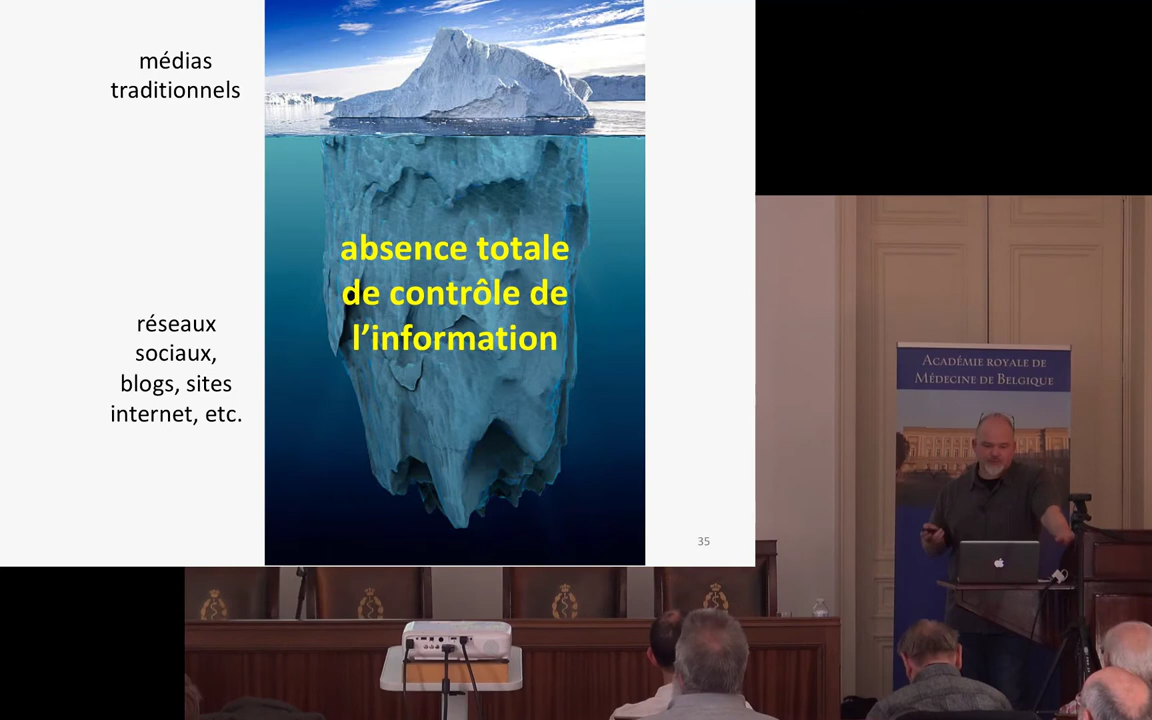 médias
traditionnels
absence totale
de contrôle de
l’information
réseaux
sociaux,
blogs, sites
internet, etc.
35
Académie royale de
Médecine de Belgique